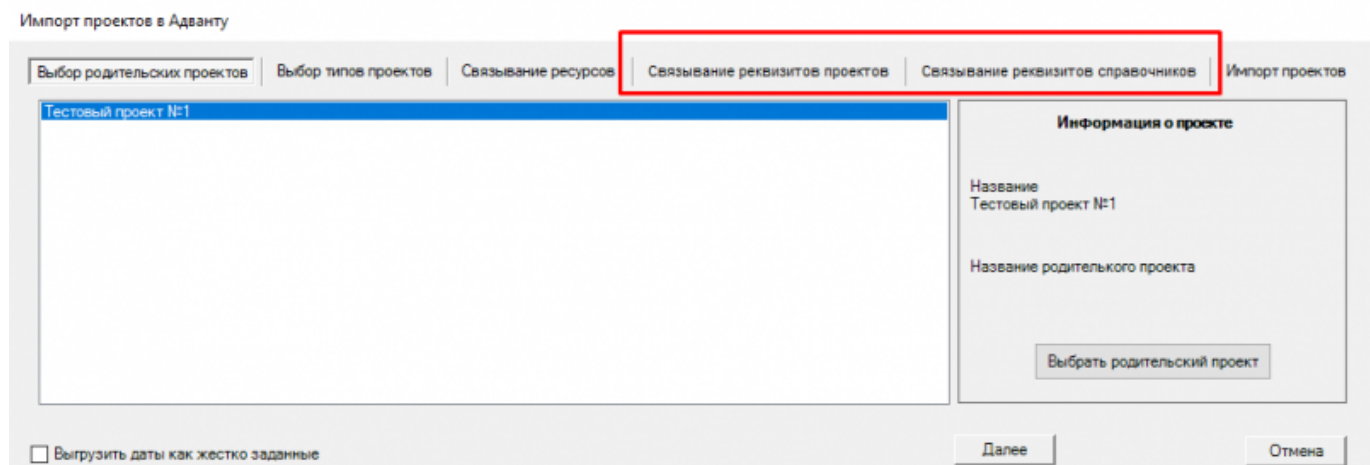 Импорт проектов в Адванту
Выбор родительских проектов Выбор типов проектов Связывание ресурсов Связывание реквизитов проектов Связывание реквизитов справочников Импорт проектов
Тестовый проект №1
Информация о проекте
Название
Тестовый проект №1
Название родителького проекта
Выбрать родительский проект
Выгрузить даты как жестко заданные
Далее
Отмена